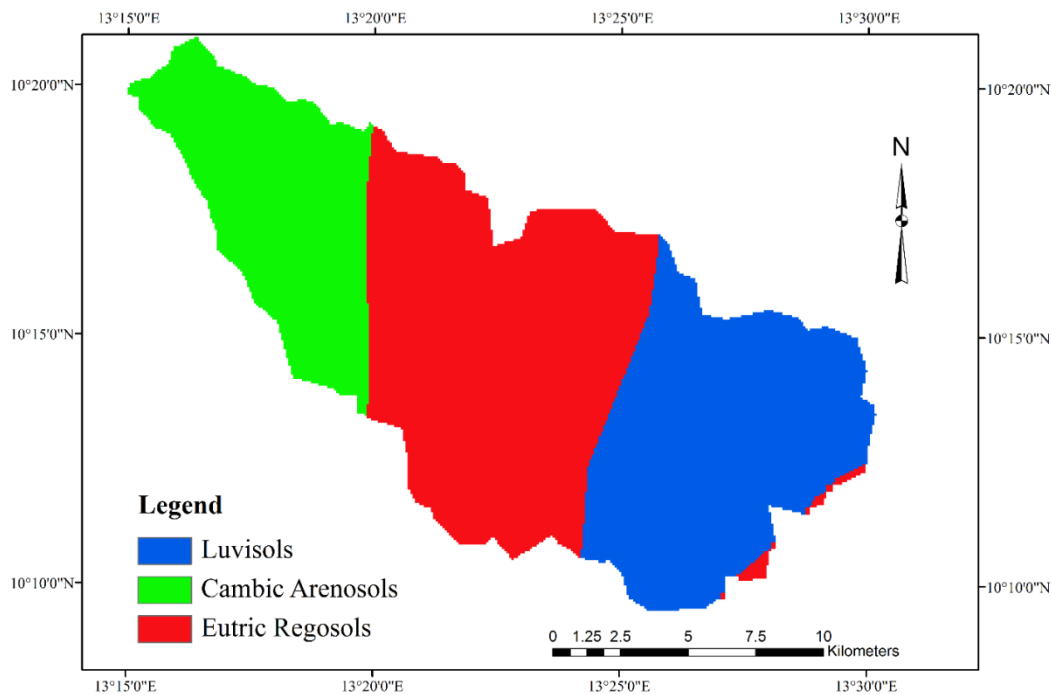 13°15'0"E 13°20'0"E 13°25'0"E 13°30'0"E
10°20'0"N 10°20'0"N
N
10°15'0"N 10°15'0"N
Legend
Luvisols
Cambic Arenosols
Eutric Regosols
10°10'0"N 10°10'0"N
0 1.25 2.5 5 7.5 10
Kilometers
13°15'0"E 13°20'0"E 13°25'0"E 13°30'0"E